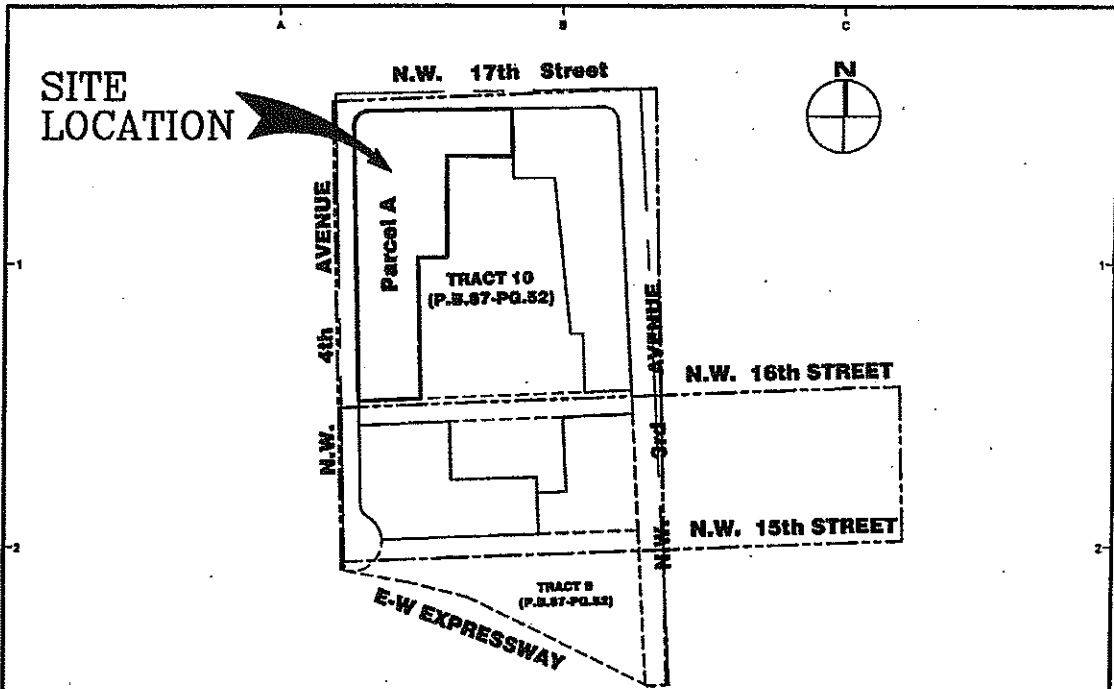 A B C
N.W. 17th Street
N
SITE
LOCATION
N.W. 4th AVENUE
Parcel A
1 1
TRACT 10
(P.B.87-PG.52)
N.W. 3rd AVENUE
N.W. 16th STREET
2 2
N.W. 15th STREET
TRACT 9
(P.B.87-PG.52)
E-W EXPRESSWAY